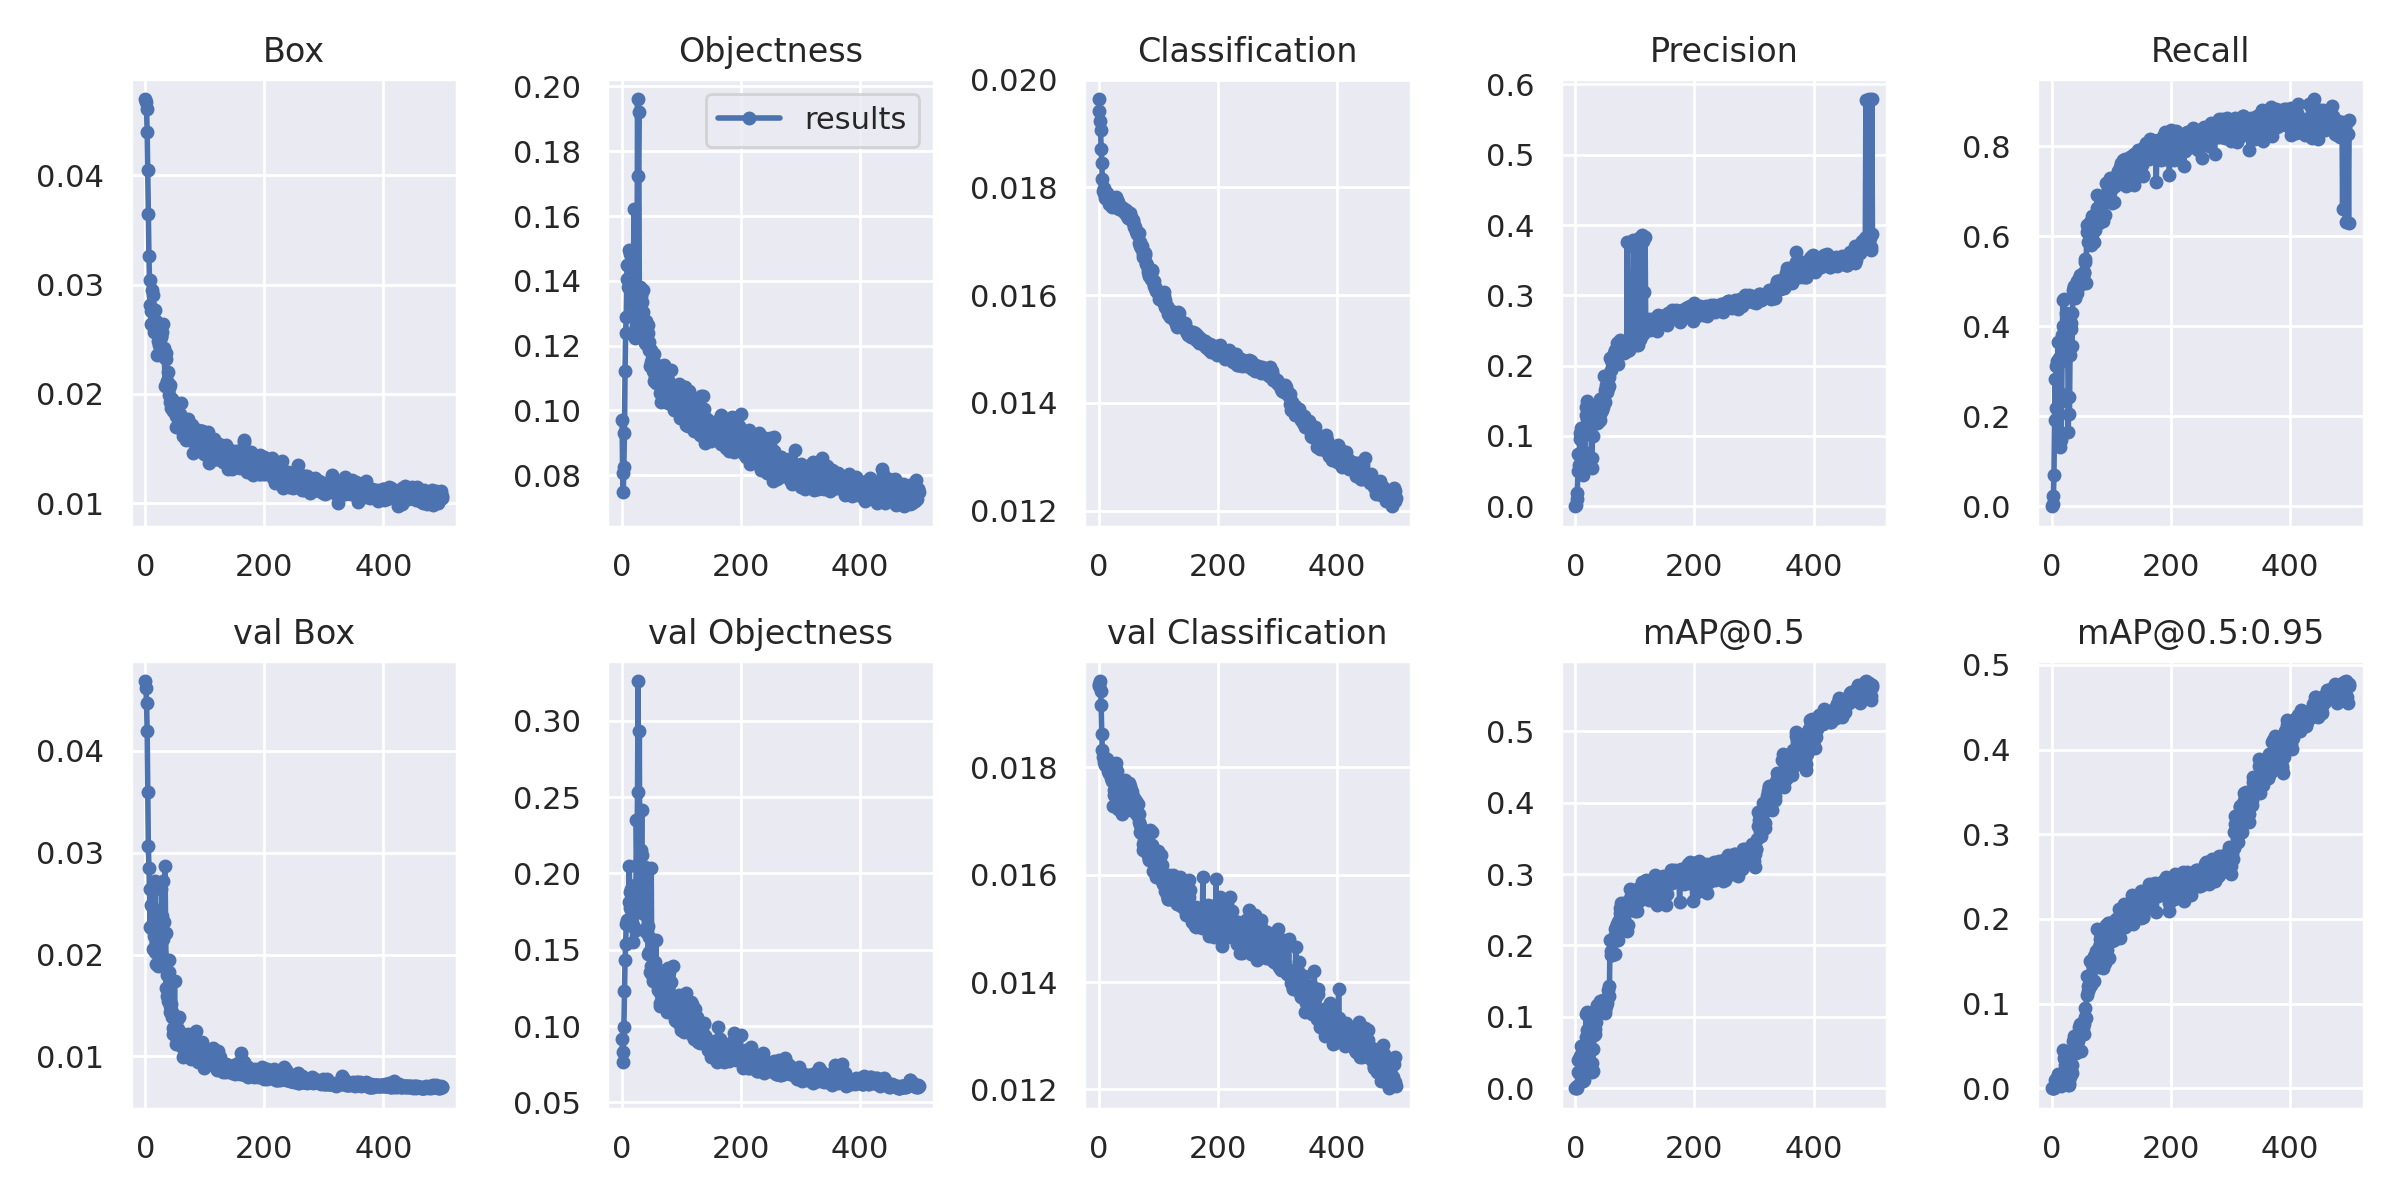 Box
0.04
0.03
0.02
0.01
0 200 400
Objectness
results
0.20
0.18
0.16
0.14
0.12
0.10
0.08
0 200 400
Classification
0.020
0.018
0.016
0.014
0.012
0 200 400
Precision
0.6
0.5
0.4
0.3
0.2
0.1
0.0
0 200 400
Recall
0.8
0.6
0.4
0.2
0.0
0 200 400
val Box
0.04
0.03
0.02
0.01
0 200 400
val Objectness
0.30
0.25
0.20
0.15
0.10
0.05
0 200 400
val Classification
0.018
0.016
0.014
0.012
0 200 400
mAP@0.5
0.5
0.4
0.3
0.2
0.1
0.0
0 200 400
mAP@0.5:0.95
0.5
0.4
0.3
0.2
0.1
0.0
0 200 400